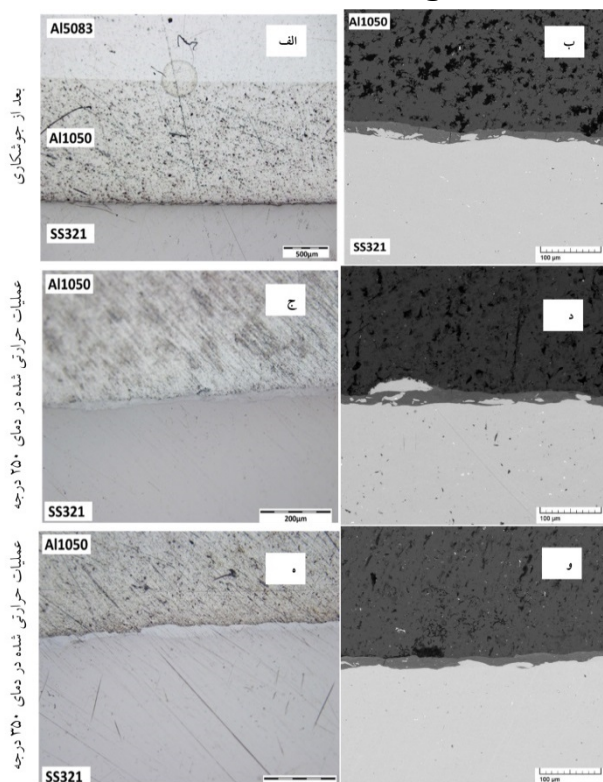 بعد از جوشکاری
Al5083
الف
Al1050
SS321
500µm
Al1050
ب
SS321
100 µm
عملیات حرارتی شده در دمای ۲۵۰ درجه
Al1050
ج
SS321
200µm
د
100 µm
عملیات حرارتی شده در دمای ۳۵۰ درجه
Al1050
ه
SS321
و
100 µm